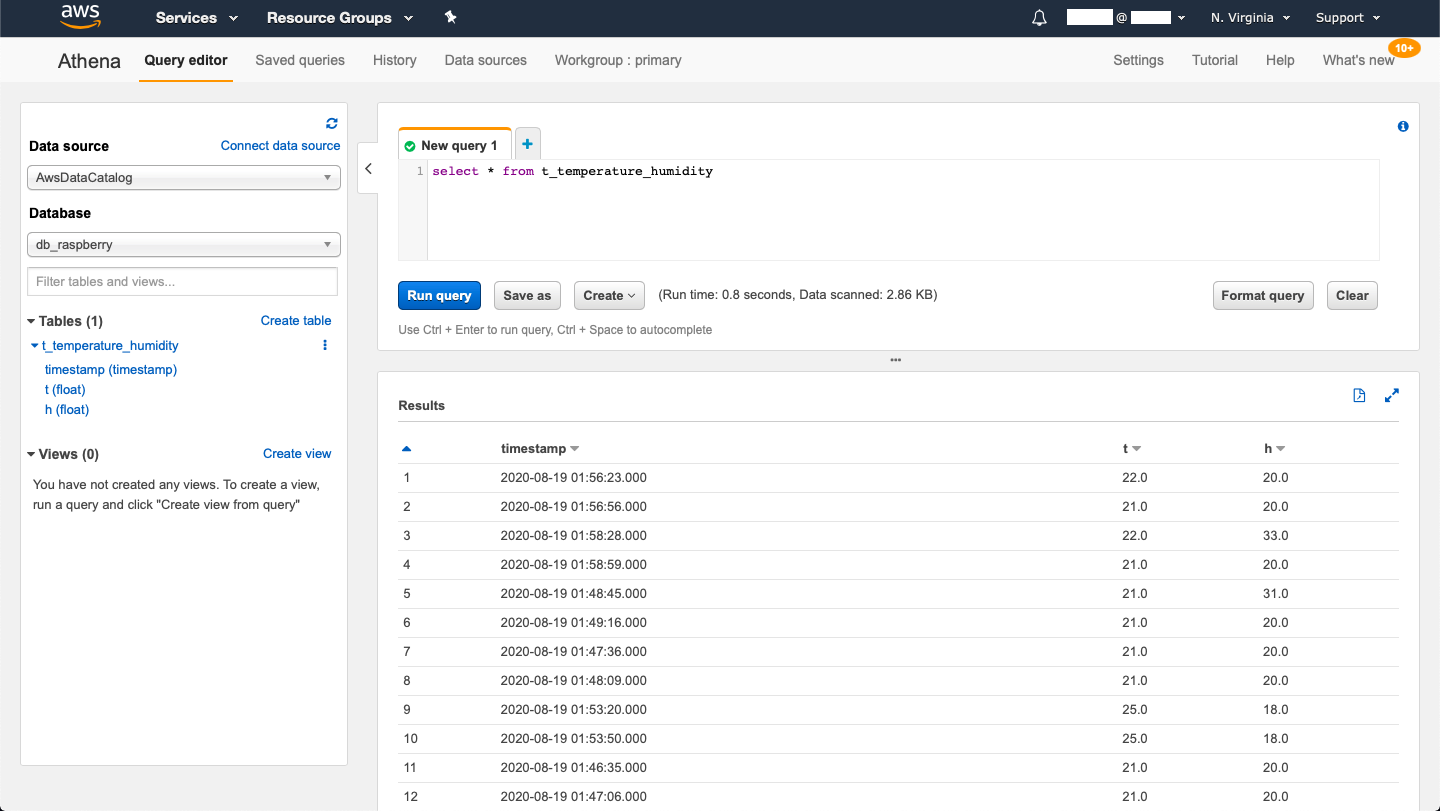 aws Services Resource Groups @ N. Virginia Support
Athena Query editor Saved queries History Data sources Workgroup : primary Settings Tutorial Help What's new 10+
Data source Connect data source
AwsDataCatalog
Database
db_raspberry
Filter tables and views...
Tables (1) Create table
t_temperature_humidity
timestamp (timestamp)
t (float)
h (float)
Views (0) Create view
You have not created any views. To create a view,
run a query and click "Create view from query"
New query 1 +
1 select * from t_temperature_humidity
Run query Save as Create (Run time: 0.8 seconds, Data scanned: 2.86 KB) Format query Clear
Use Ctrl + Enter to run query, Ctrl + Space to autocomplete
Results
timestamp t h
1 2020-08-19 01:56:23.000 22.0 20.0
2 2020-08-19 01:56:56.000 21.0 20.0
3 2020-08-19 01:58:28.000 22.0 33.0
4 2020-08-19 01:58:59.000 21.0 20.0
5 2020-08-19 01:48:45.000 21.0 31.0
6 2020-08-19 01:49:16.000 21.0 20.0
7 2020-08-19 01:47:36.000 21.0 20.0
8 2020-08-19 01:48:09.000 21.0 20.0
9 2020-08-19 01:53:20.000 25.0 18.0
10 2020-08-19 01:53:50.000 25.0 18.0
11 2020-08-19 01:46:35.000 21.0 20.0
12 2020-08-19 01:47:06.000 21.0 20.0